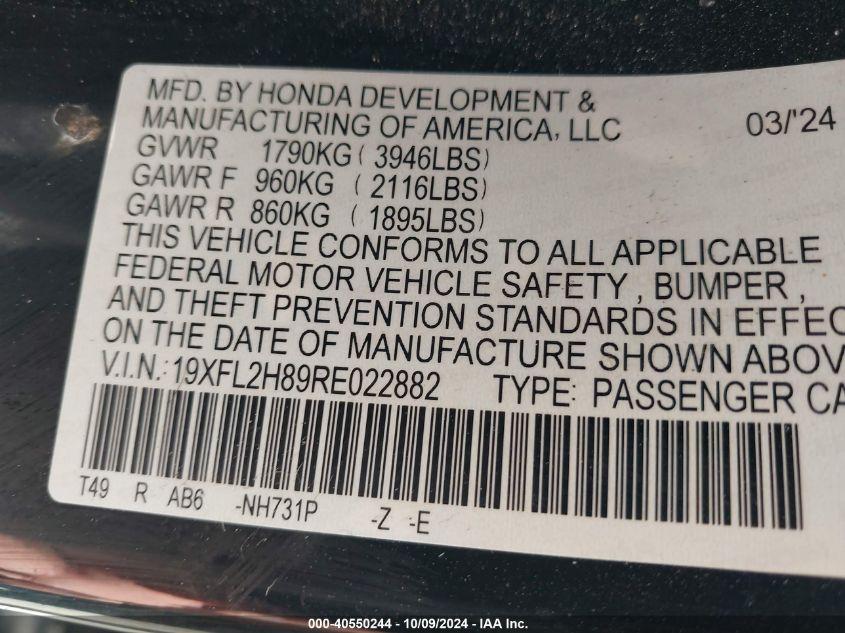 MFD. BY HONDA DEVELOPMENT &
MANUFACTURING OF AMERICA, LLC 03/'24
GVWR 1790KG ( 3946LBS)
GAWR F 960KG ( 2116LBS)
GAWR R 860KG ( 1895LBS)
THIS VEHICLE CONFORMS TO ALL APPLICABLE
FEDERAL MOTOR VEHICLE SAFETY , BUMPER ,
AND THEFT PREVENTION STANDARDS IN EFFEC
ON THE DATE OF MANUFACTURE SHOWN ABOV
V.I.N.: 19XFL2H89RE022882 TYPE: PASSENGER CA
T49 R AB6 -NH731P -Z -E
000-40550244 - 10/09/2024 - IAA Inc.